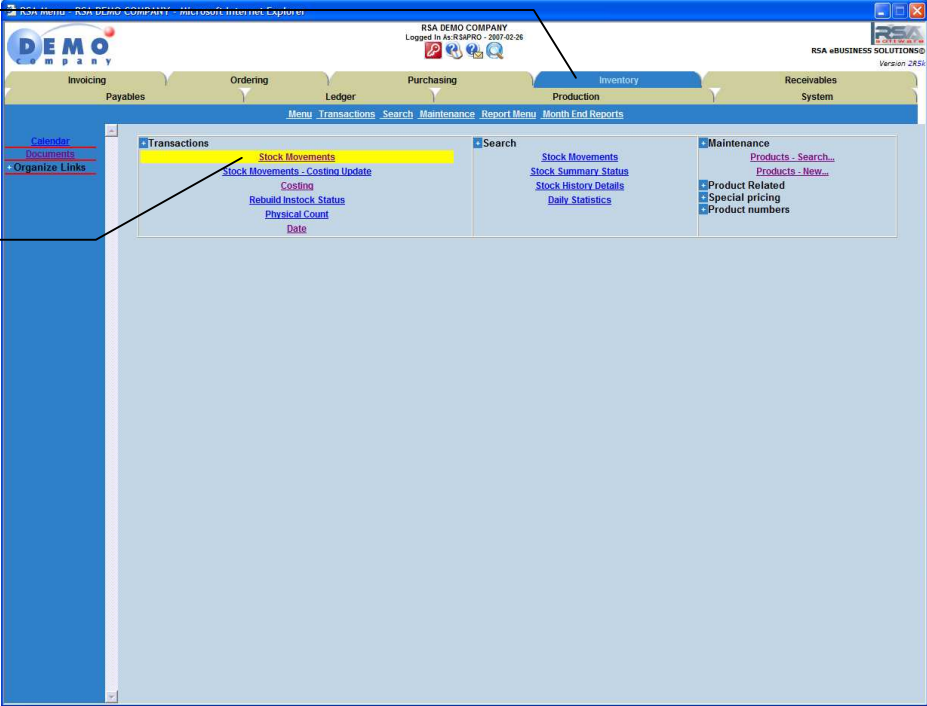 RSA Menu - RSA DEMO COMPANY - Microsoft Internet Explorer
DEMO
company
RSA DEMO COMPANY
Logged In As:RSAPRO - 2007-02-26
RSA
software
RSA eBUSINESS SOLUTIONS©
Version 2R5k
Invoicing Ordering Purchasing Inventory Receivables
Payables Ledger Production System
Menu Transactions Search Maintenance Report Menu Month End Reports
Calendar
Documents
+Organize Links
+Transactions
Stock Movements
Stock Movements - Costing Update
Costing
Rebuild Instock Status
Physical Count
Date
+Search
Stock Movements
Stock Summary Status
Stock History Details
Daily Statistics
+Maintenance
Products - Search...
Products - New...
+Product Related
+Special pricing
+Product numbers